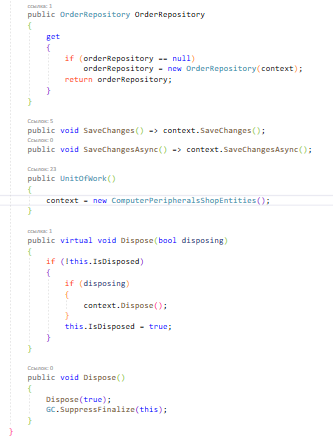 Ссылок: 1
public OrderRepository OrderRepository
{
get
{
if (orderRepository == null)
orderRepository = new OrderRepository(context);
return orderRepository;
}
}
Ссылок: 5
public void SaveChanges() => context.SaveChanges();
Ссылок: 0
public void SaveChangesAsync() => context.SaveChangesAsync();
Ссылок: 23
public UnitOfWork()
{
context = new ComputerPeripheralsShopEntities();
}
Ссылок: 1
public virtual void Dispose(bool disposing)
{
if (!this.IsDisposed)
{
if (disposing)
{
context.Dispose();
}
this.IsDisposed = true;
}
}
Ссылок: 0
public void Dispose()
{
Dispose(true);
GC.SuppressFinalize(this);
}
}